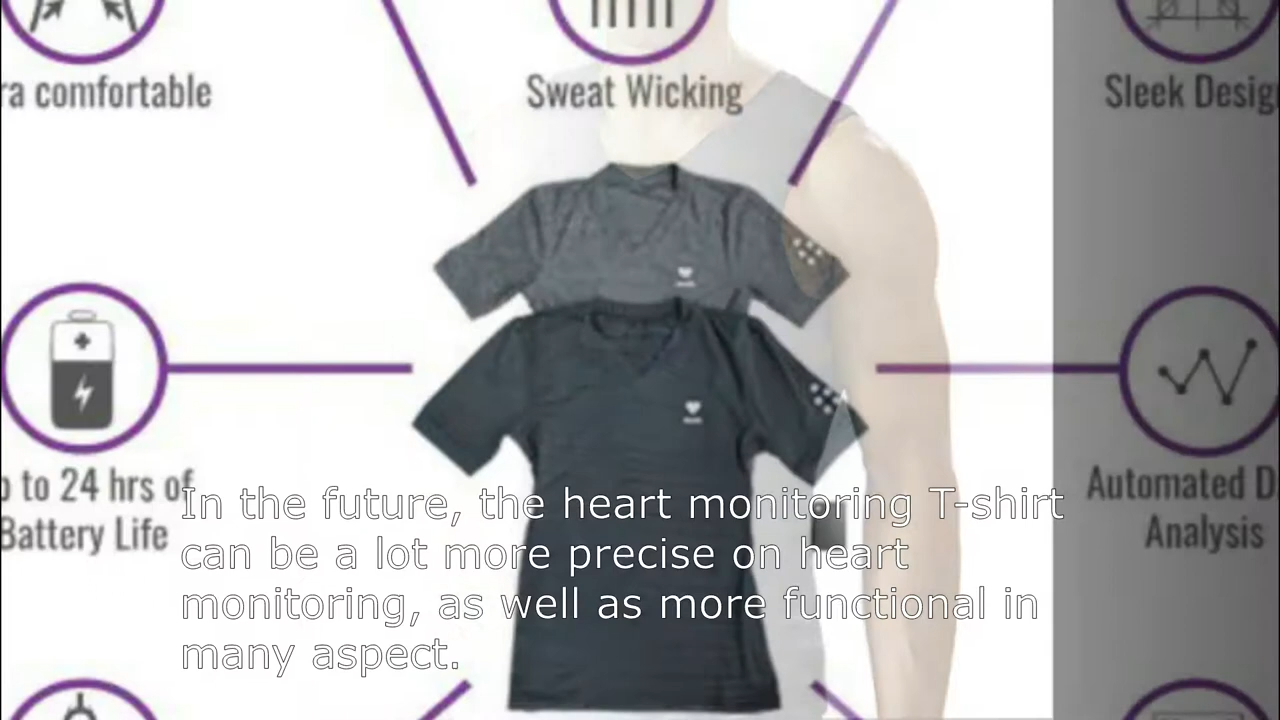 ra comfortable
Sweat Wicking
Sleek Desig
to 24 hrs of
Battery Life
Automated D
Analysis
In the future, the heart monitoring T-shirt
can be a lot more precise on heart
monitoring, as well as more functional in
many aspect.